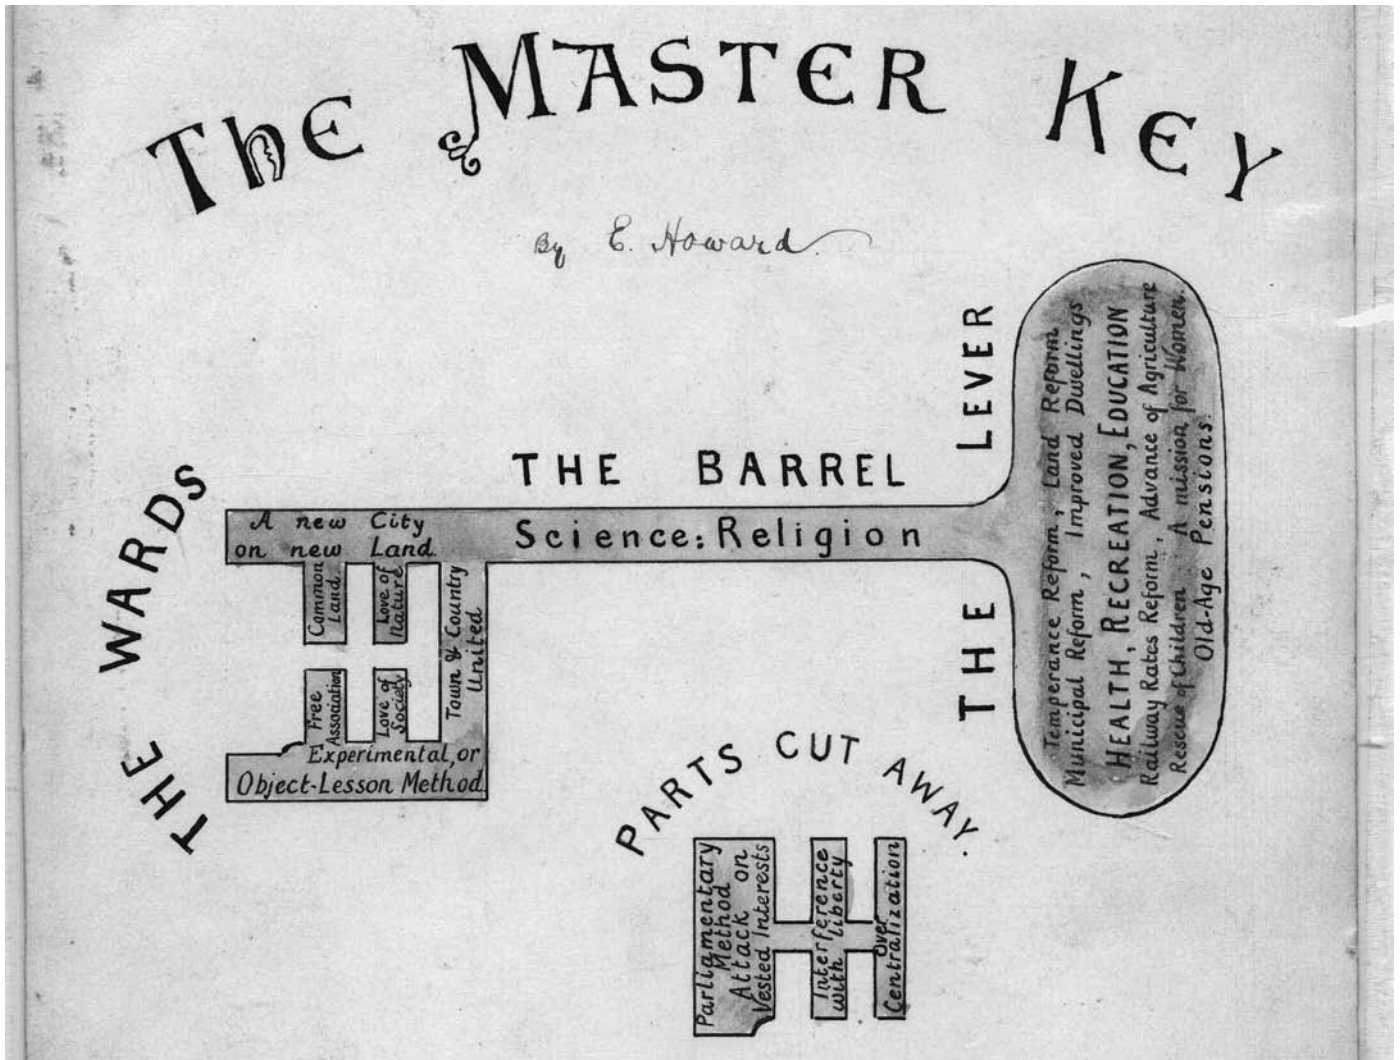 The Master Key
By E. Howard.
THE WARDS
THE BARREL
THE LEVER
A new City
on new Land.
Science: Religion
Common
Land.
Love of
Nature
Town & Country
United
Free
Association
Love of
Society
Experimental, or
Object-Lesson Method.
Temperance Reform, Land Reform
Municipal Reform, Improved Dwellings
HEALTH, RECREATION, EDUCATION
Railway Rates Reform, Advance of Agriculture
Rescue of Children. A mission for Women.
Old-Age Pensions.
PARTS CUT AWAY.
Parliamentary
Method
Attack on
Vested Interests
Interference
with liberty
Over
Centralization